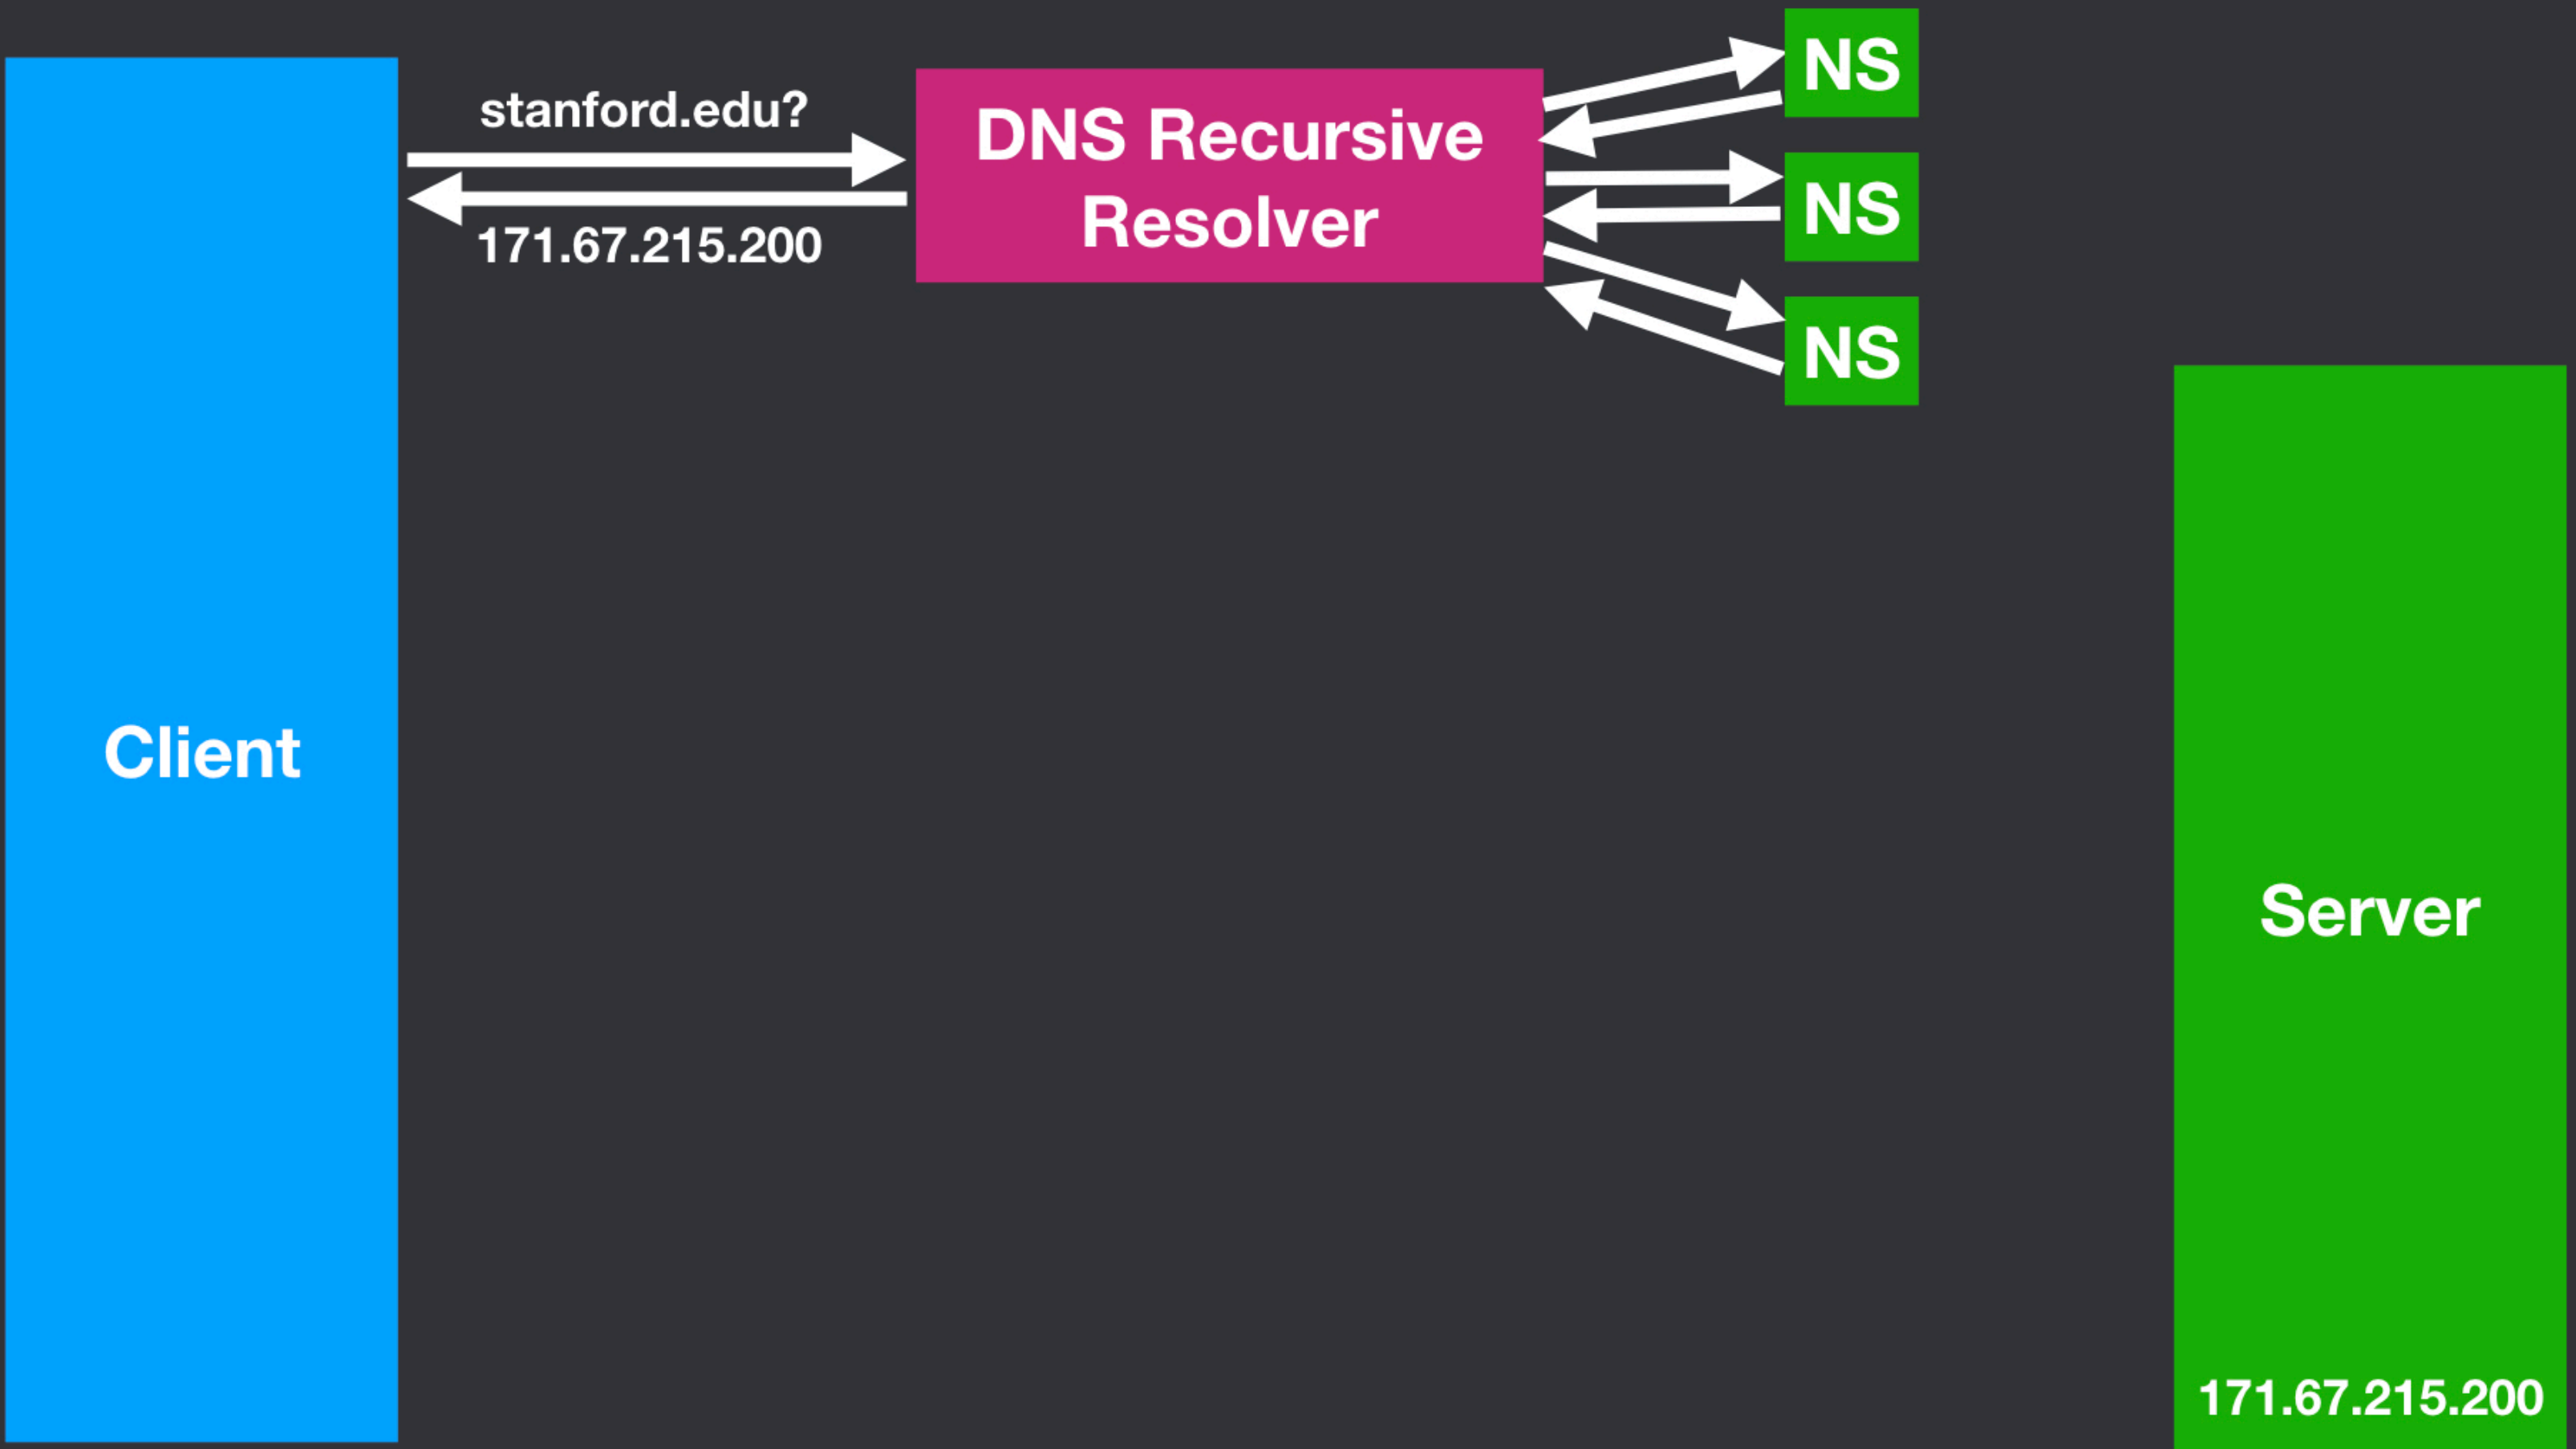 stanford.edu?
171.67.215.200
DNS Recursive
Resolver
NS
NS
NS
Client
Server
171.67.215.200